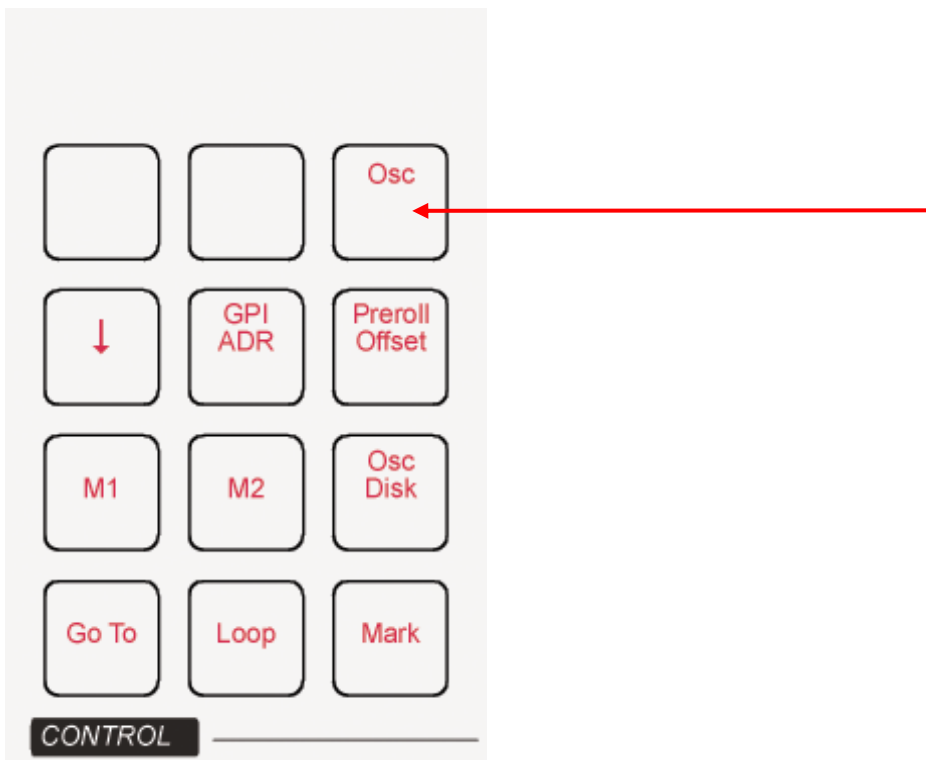 Osc
↓
GPI
ADR
Preroll
Offset
M1
M2
Osc
Disk
Go To
Loop
Mark
CONTROL